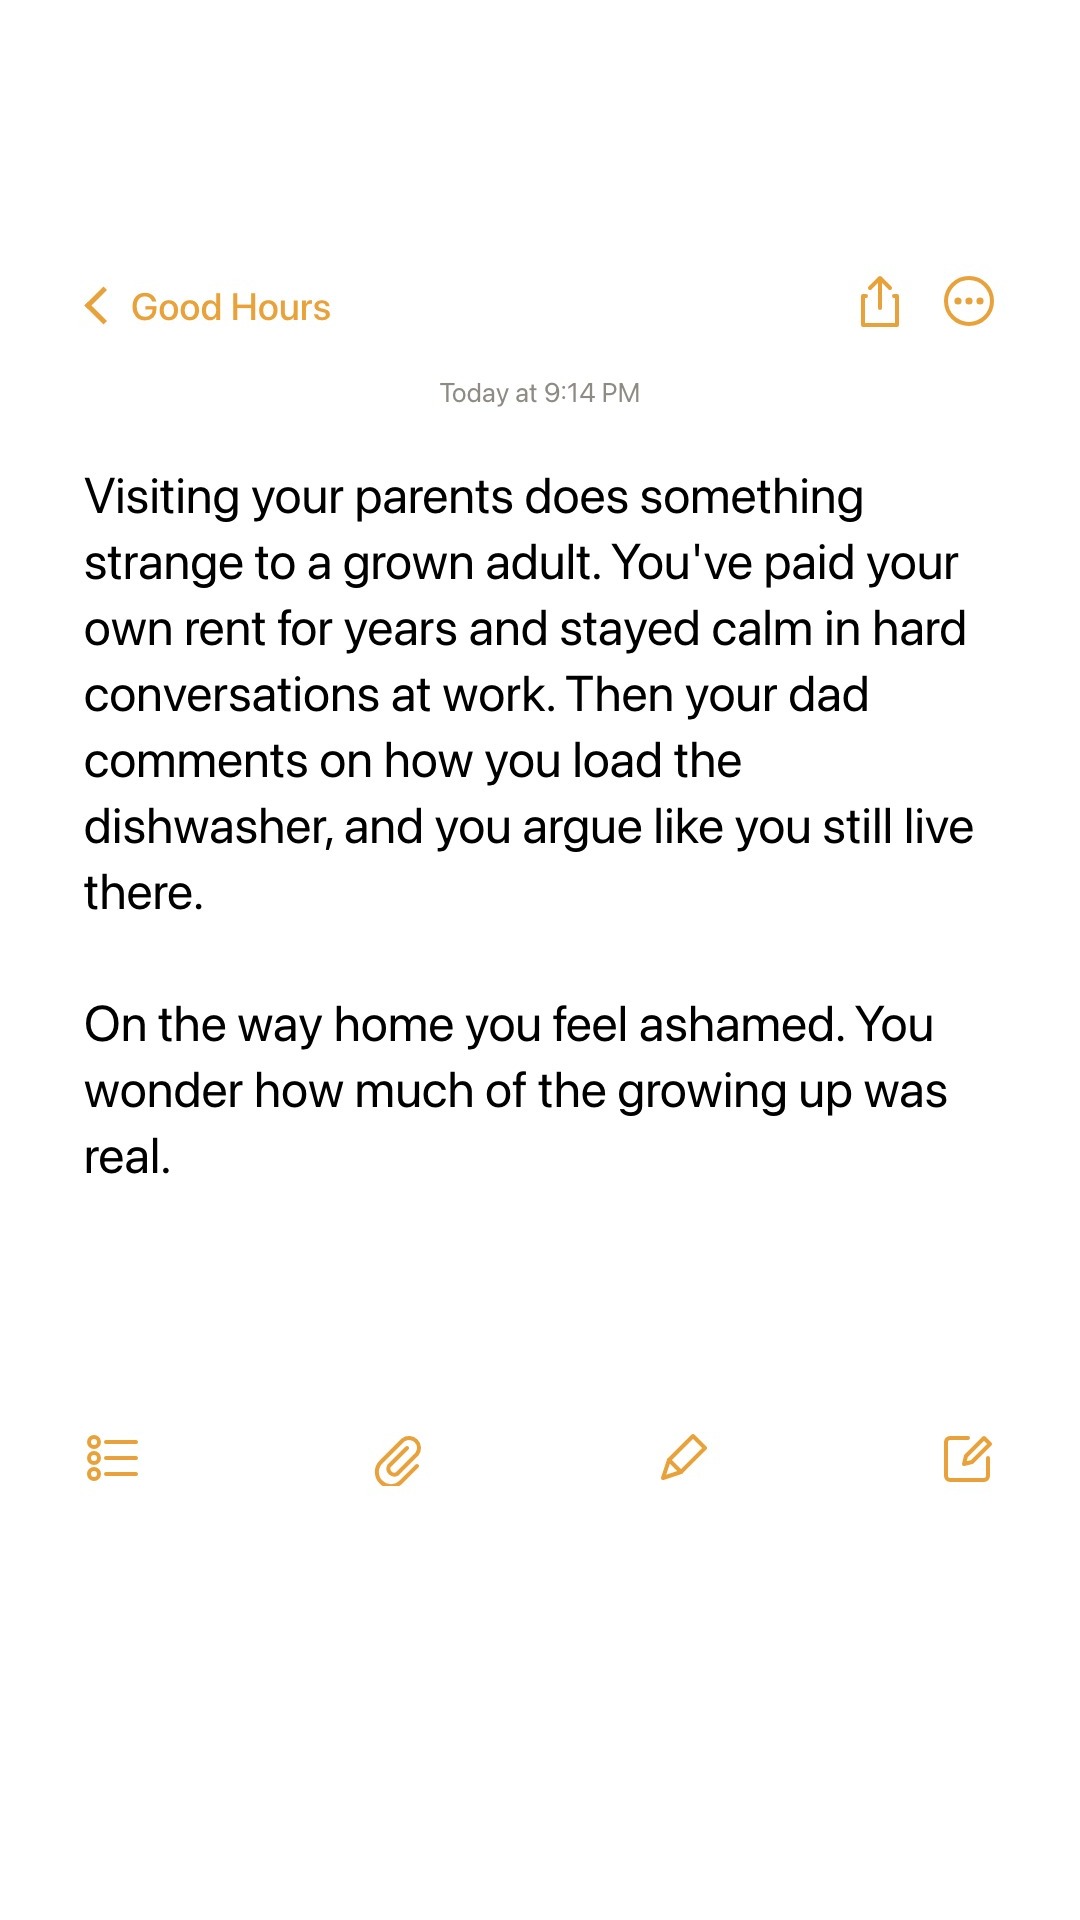 Good Hours
Today at 9:14 PM
Visiting your parents does something
strange to a grown adult. You've paid your
own rent for years and stayed calm in hard
conversations at work. Then your dad
comments on how you load the
dishwasher, and you argue like you still live
there.
On the way home you feel ashamed. You
wonder how much of the growing up was
real.